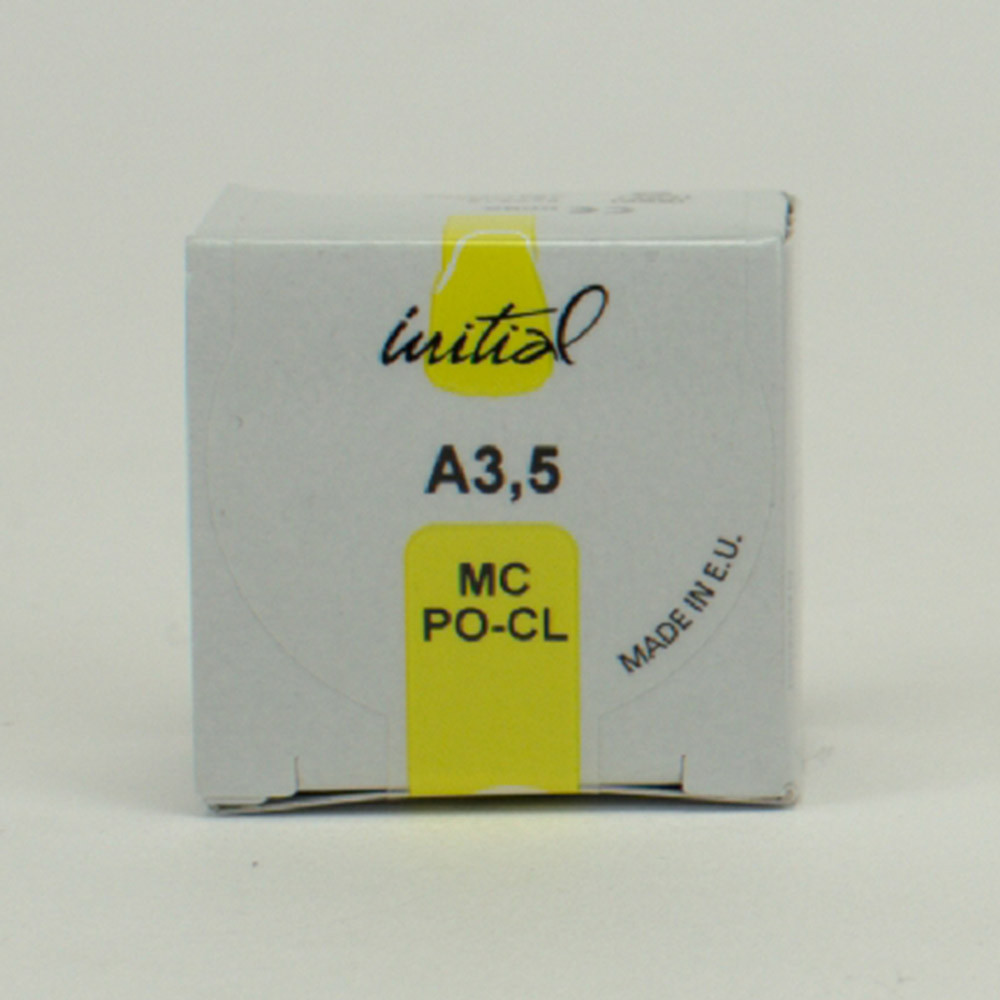 initial
A3,5
MC
PO-CL
MADE IN E.U.